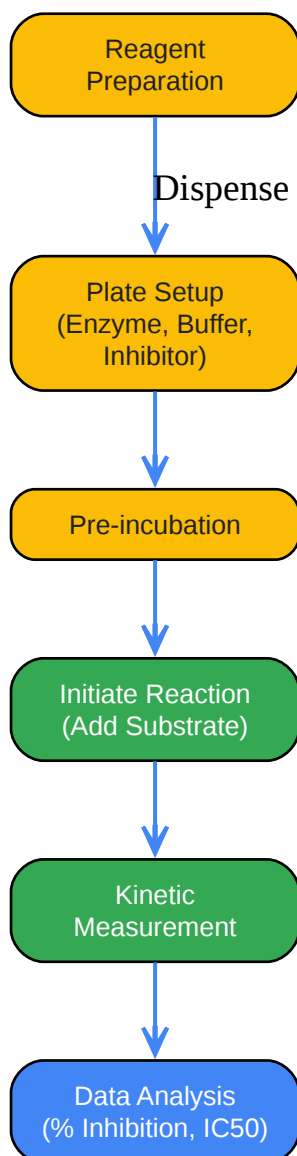 Reagent
Preparation
Dispense
Plate Setup
(Enzyme, Buffer,
Inhibitor)
Pre-incubation
Initiate Reaction
(Add Substrate)
Kinetic
Measurement
Data Analysis
(% Inhibition, IC50)